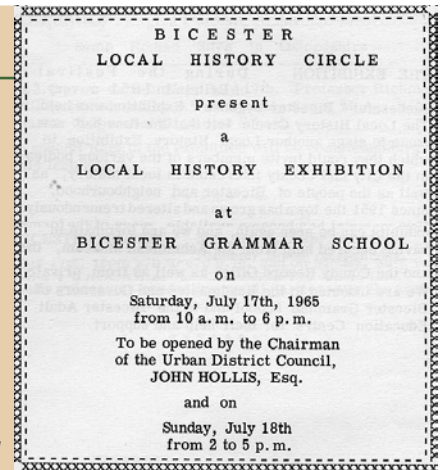 BICESTER
LOCAL HISTORY CIRCLE
present
a
LOCAL HISTORY EXHIBITION
at
BICESTER GRAMMAR SCHOOL
on
Saturday, July 17th, 1965
from 10 a.m. to 6 p.m.
To be opened by the Chairman
of the Urban District Council,
JOHN HOLLIS, Esq.
and on
Sunday, July 18th
from 2 to 5 p.m.